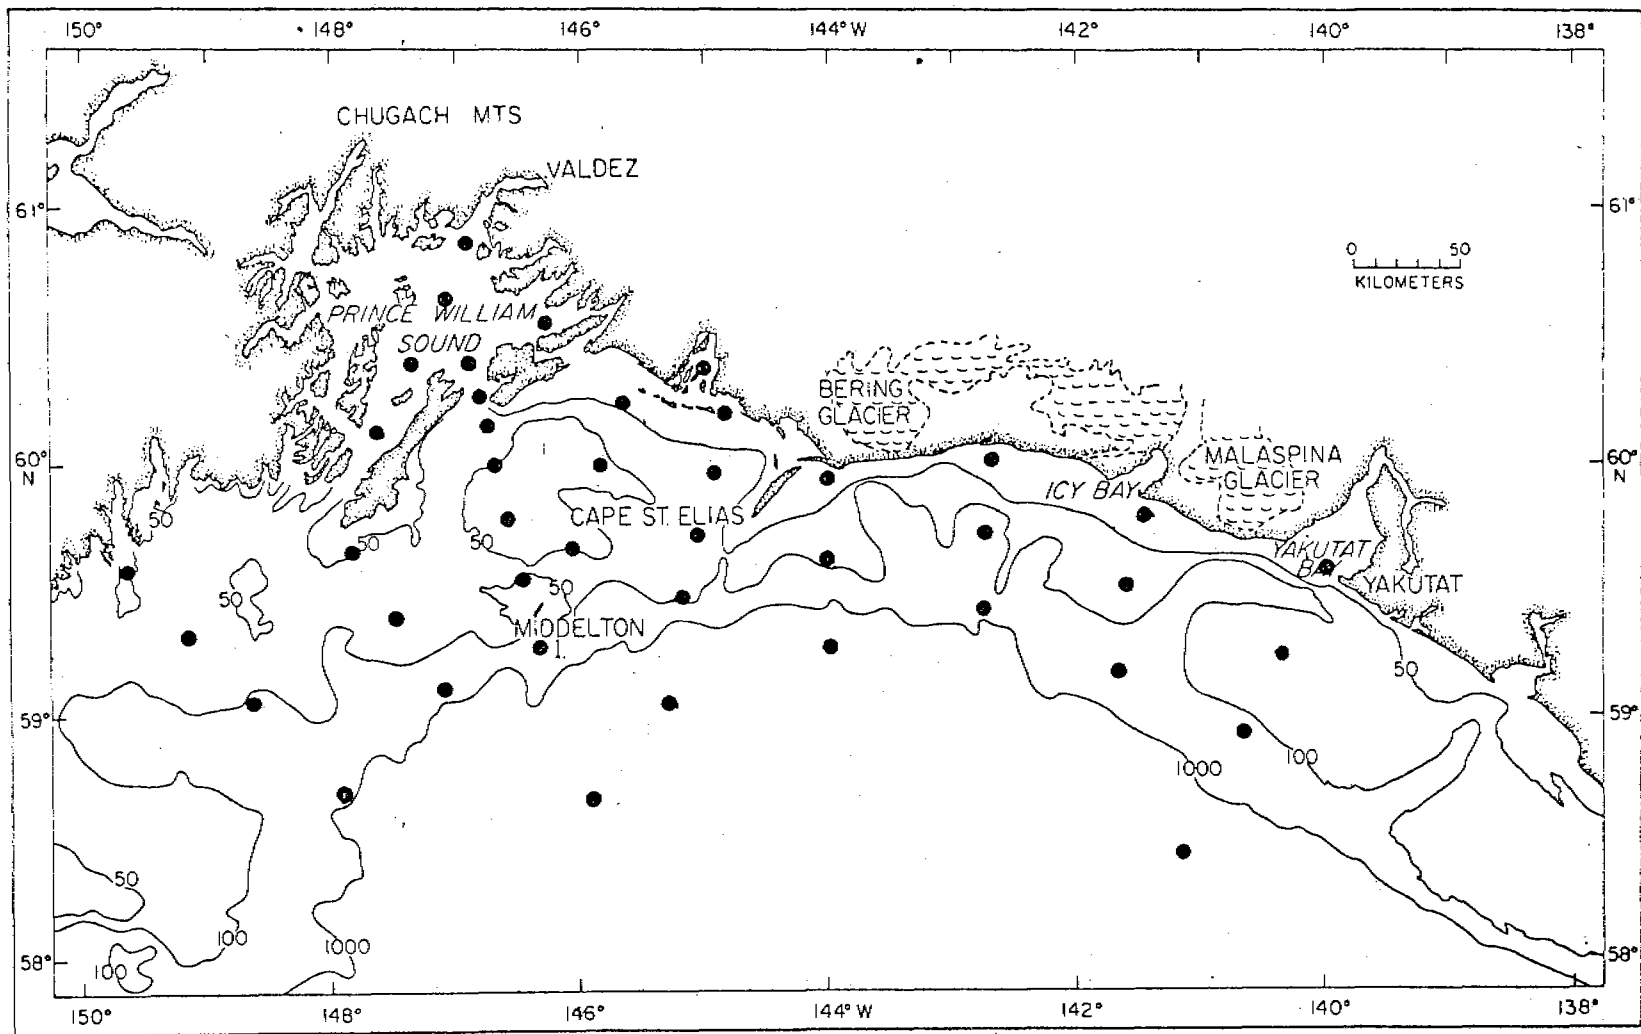 150° 148° 146° 144°W 142° 140° 138°
CHUGACH MTS
VALDEZ
61° 61°
0 50
KILOMETERS
PRINCE WILLIAM
SOUND
BERING
GLACIER
MALASPINA
GLACIER
60° 60°
N N
ICY BAY
50
CAPE ST. ELIAS
50 50
YAKUTAT
BAY
YAKUTAT
50 50
MIDDELTON
I.
50
59° 59°
1000 100
50
100 1000
100
58° 58°
150° 148° 146° 144°W 142° 140° 138°